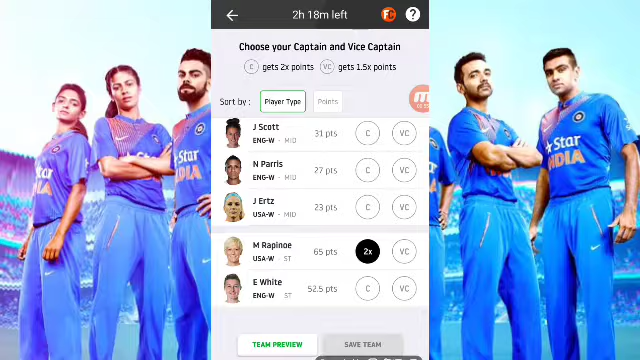 2h 18m left
FC
?
Choose your Captain and Vice Captain
C gets 2x points VC gets 1.5x points
Sort by : Player Type Points
J Scott
ENG-W · MID 31 pts C VC
N Parris
ENG-W · MID 27 pts C VC
J Ertz
USA-W · MID 23 pts C VC
M Rapinoe
USA-W · ST 65 pts 2x VC
E White
ENG-W · ST 52.5 pts C VC
TEAM PREVIEW SAVE TEAM
Star
INDIA
Star
INDIA